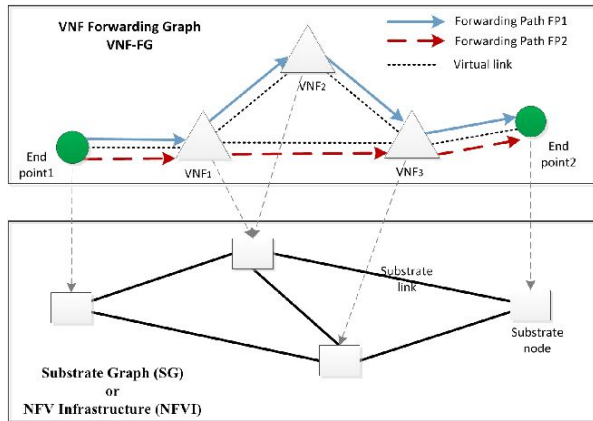 VNF Forwarding Graph
VNF-FG
Forwarding Path FP1
Forwarding Path FP2
Virtual link
VNF2
End
point1
VNF1
VNF3
End
point2
Substrate
link
Substrate
node
Substrate Graph (SG)
or
NFV Infrastructure (NFVI)